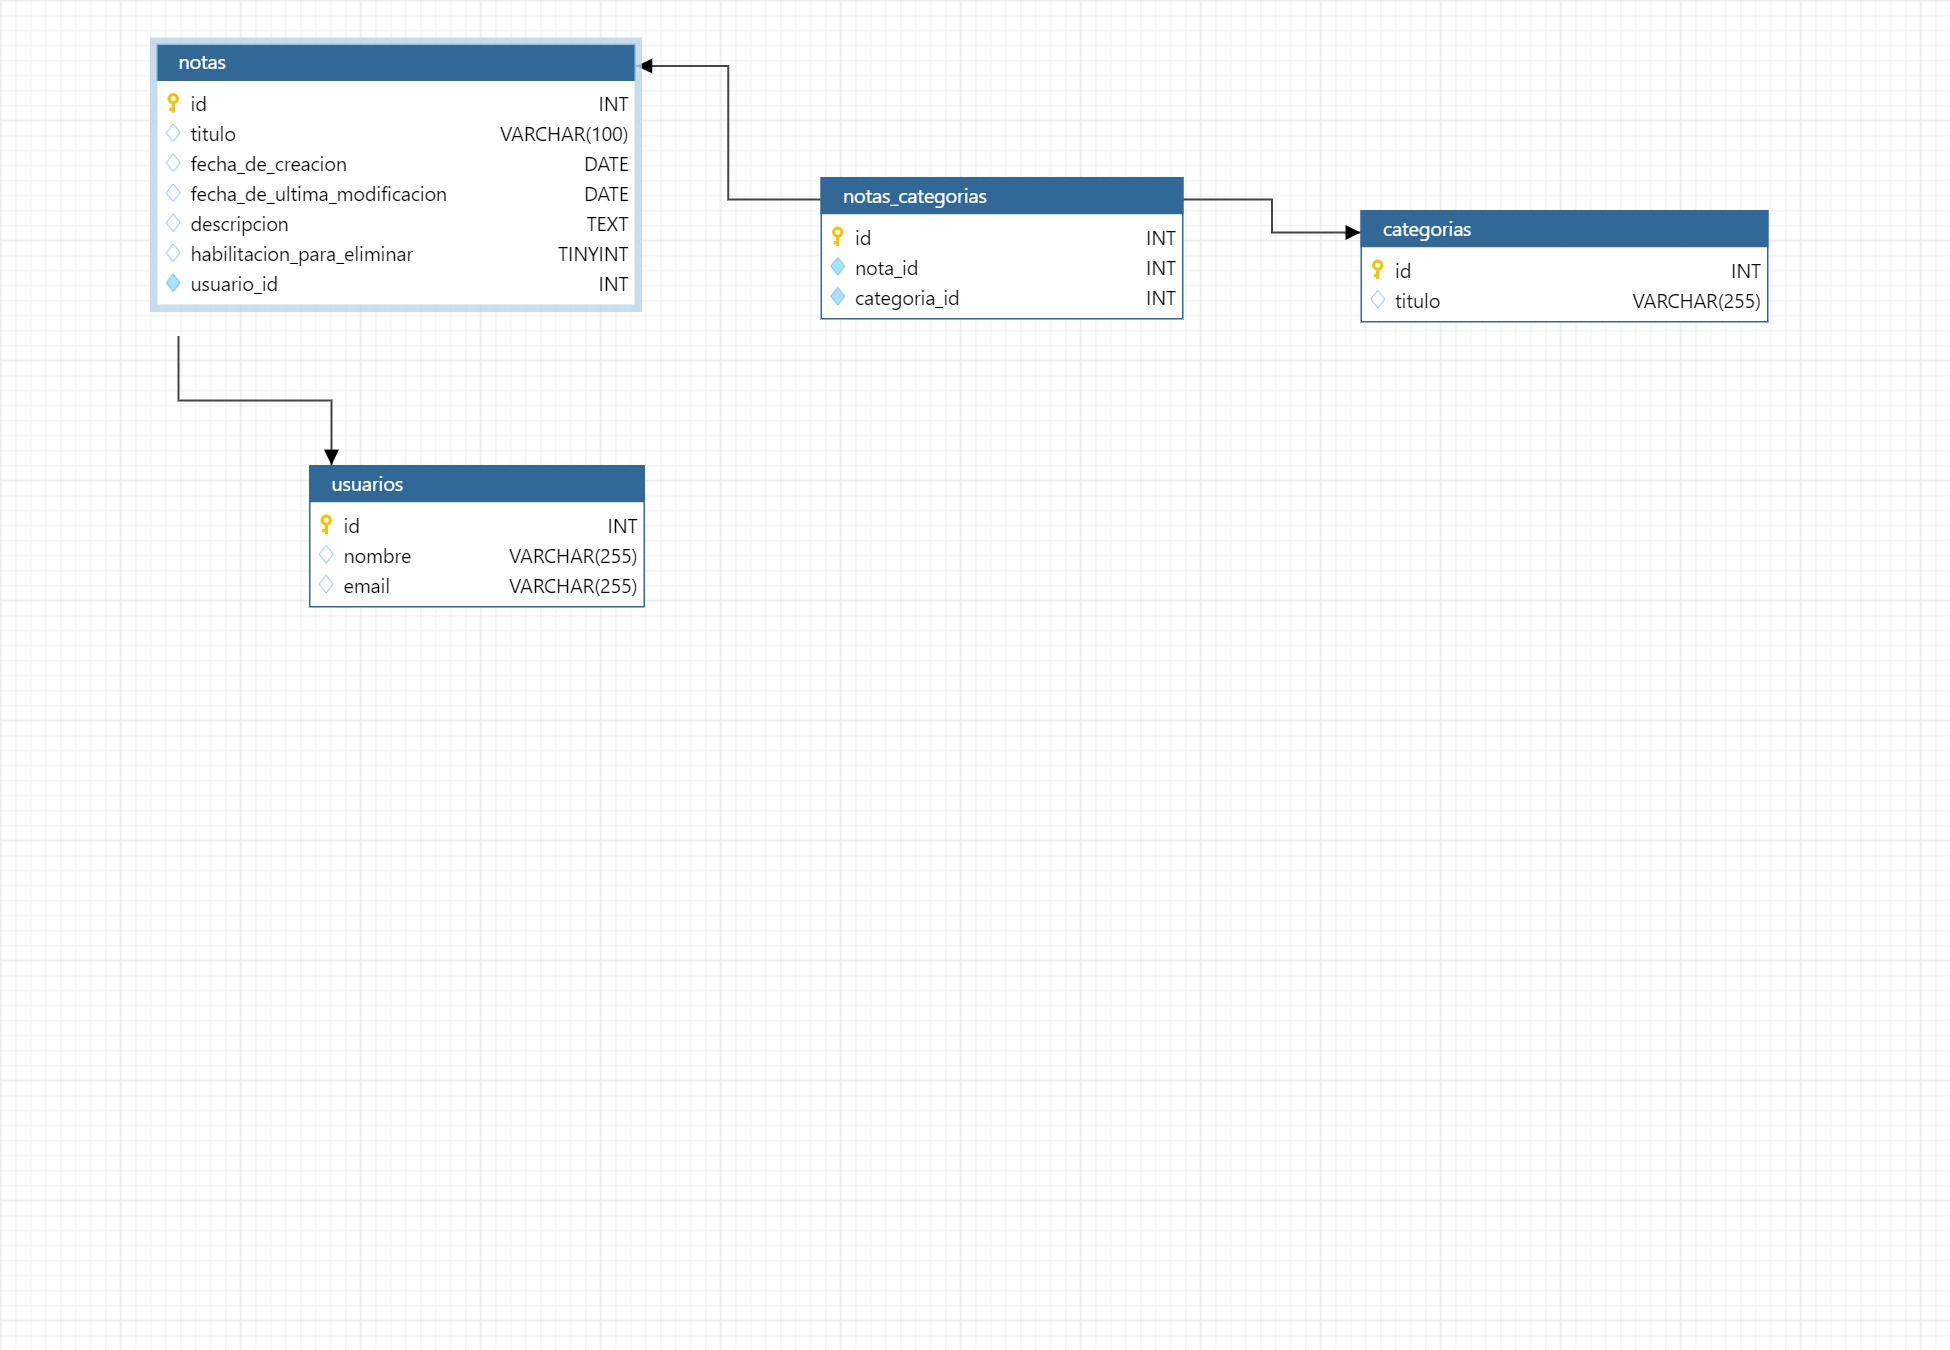 notas
id INT
titulo VARCHAR(100)
fecha_de_creacion DATE
fecha_de_ultima_modificacion DATE
descripcion TEXT
habilitacion_para_eliminar TINYINT
usuario_id INT
notas_categorias
id INT
nota_id INT
categoria_id INT
categorias
id INT
titulo VARCHAR(255)
usuarios
id INT
nombre VARCHAR(255)
email VARCHAR(255)